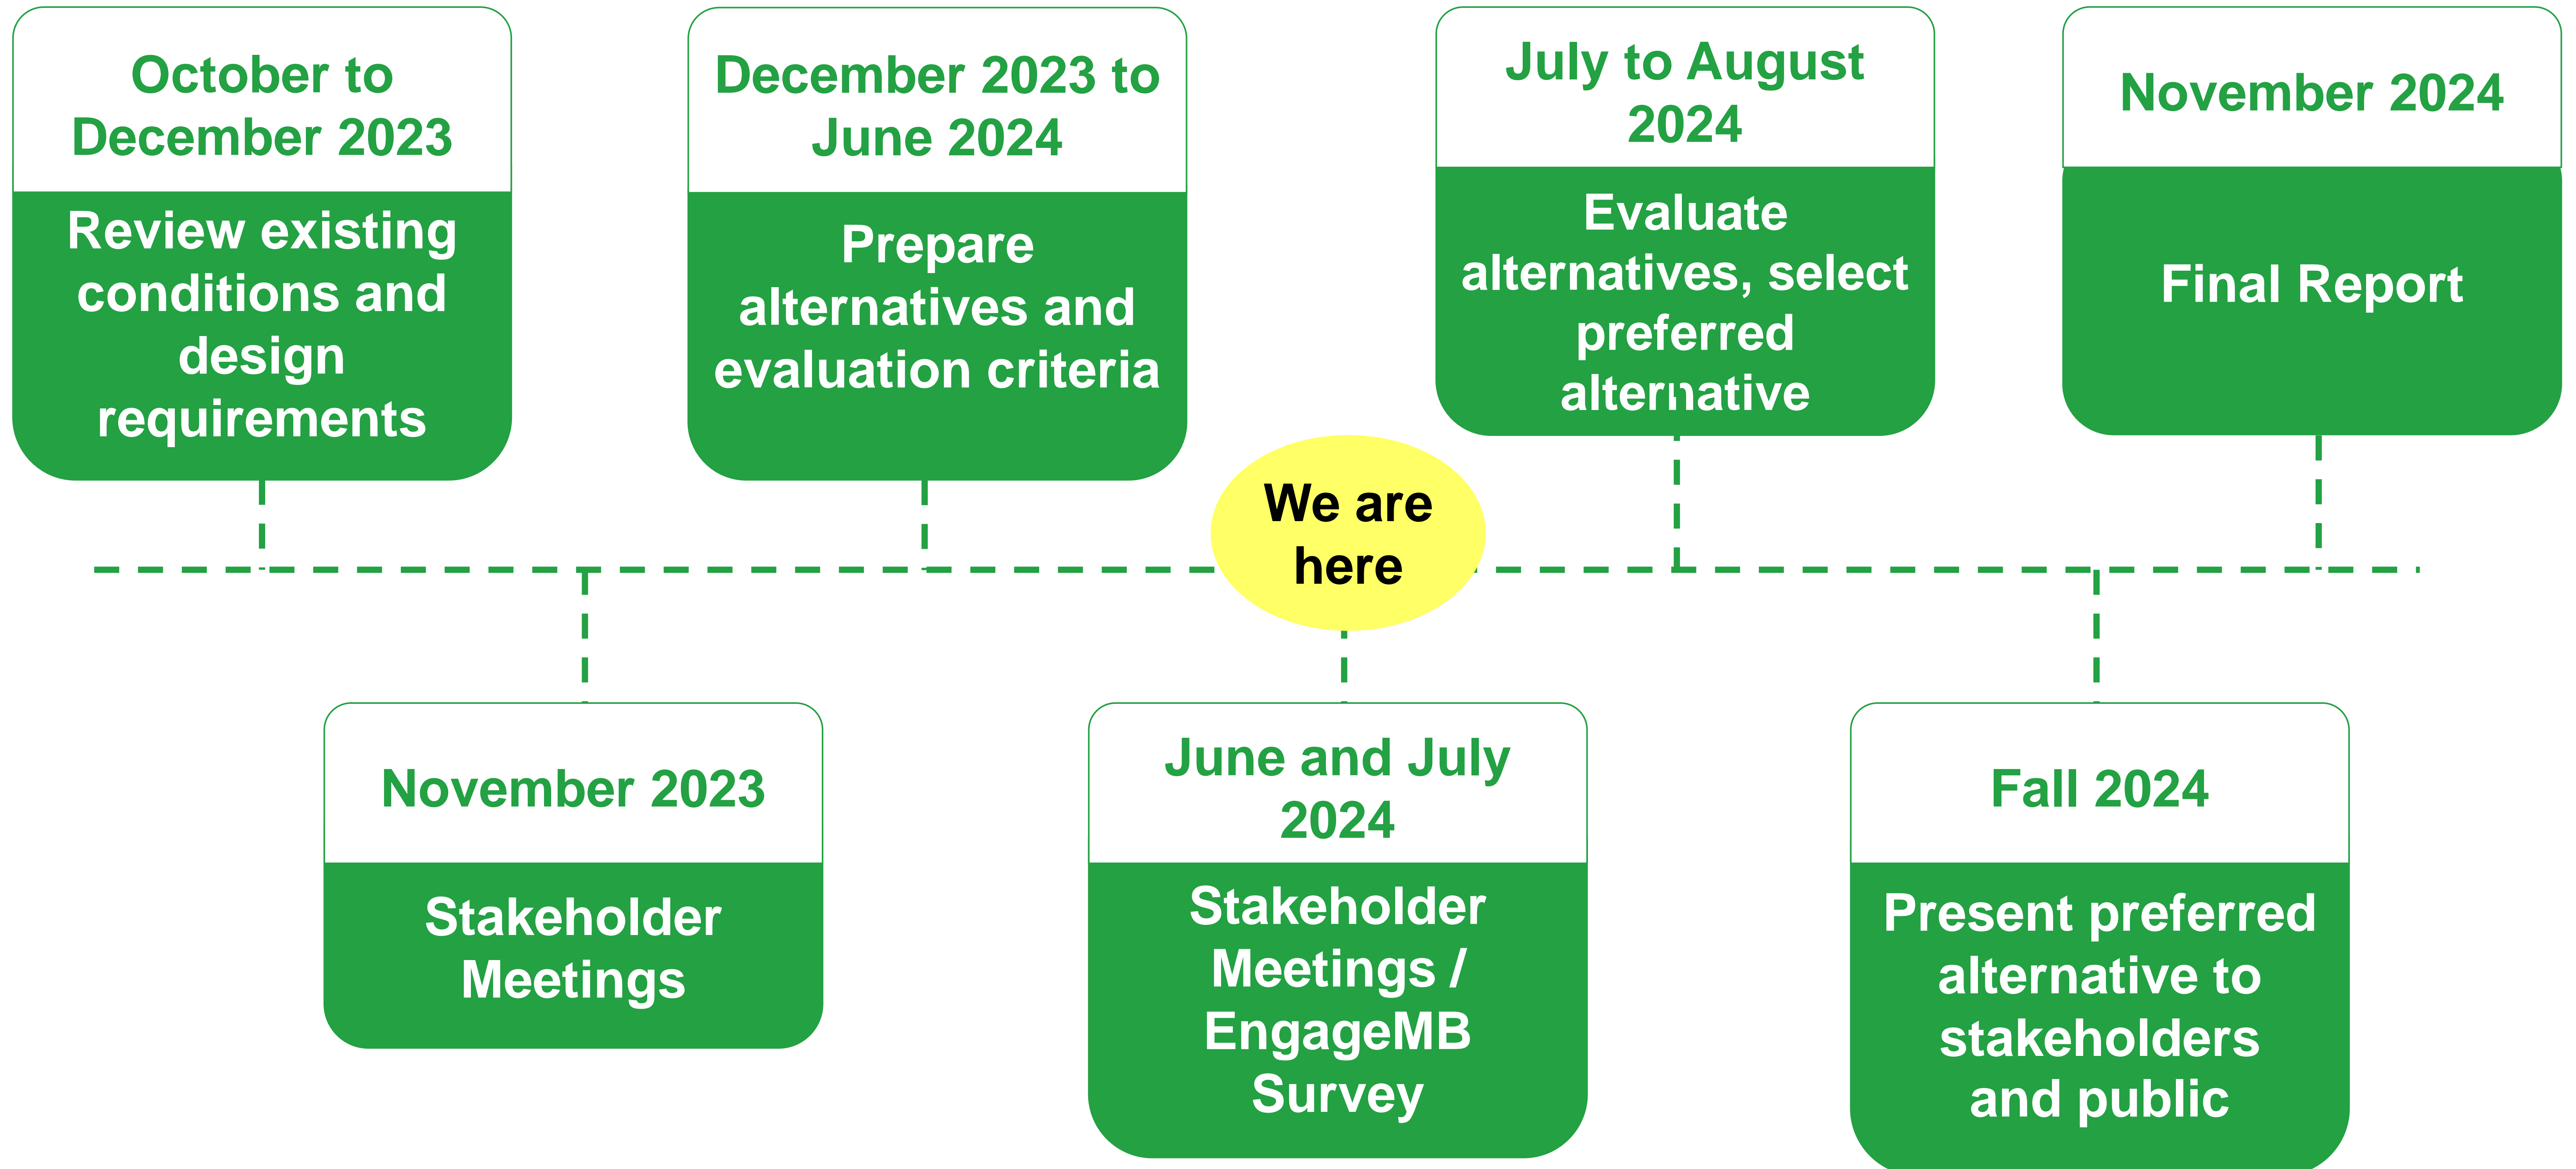 October to
December 2023
Review existing
conditions and
design
requirements
December 2023 to
June 2024
Prepare
alternatives and
evaluation criteria
July to August
2024
Evaluate
alternatives, select
preferred
alternative
November 2024
Final Report
We are
here
November 2023
Stakeholder
Meetings
June and July
2024
Stakeholder
Meetings /
EngageMB
Survey
Fall 2024
Present preferred
alternative to
stakeholders
and public